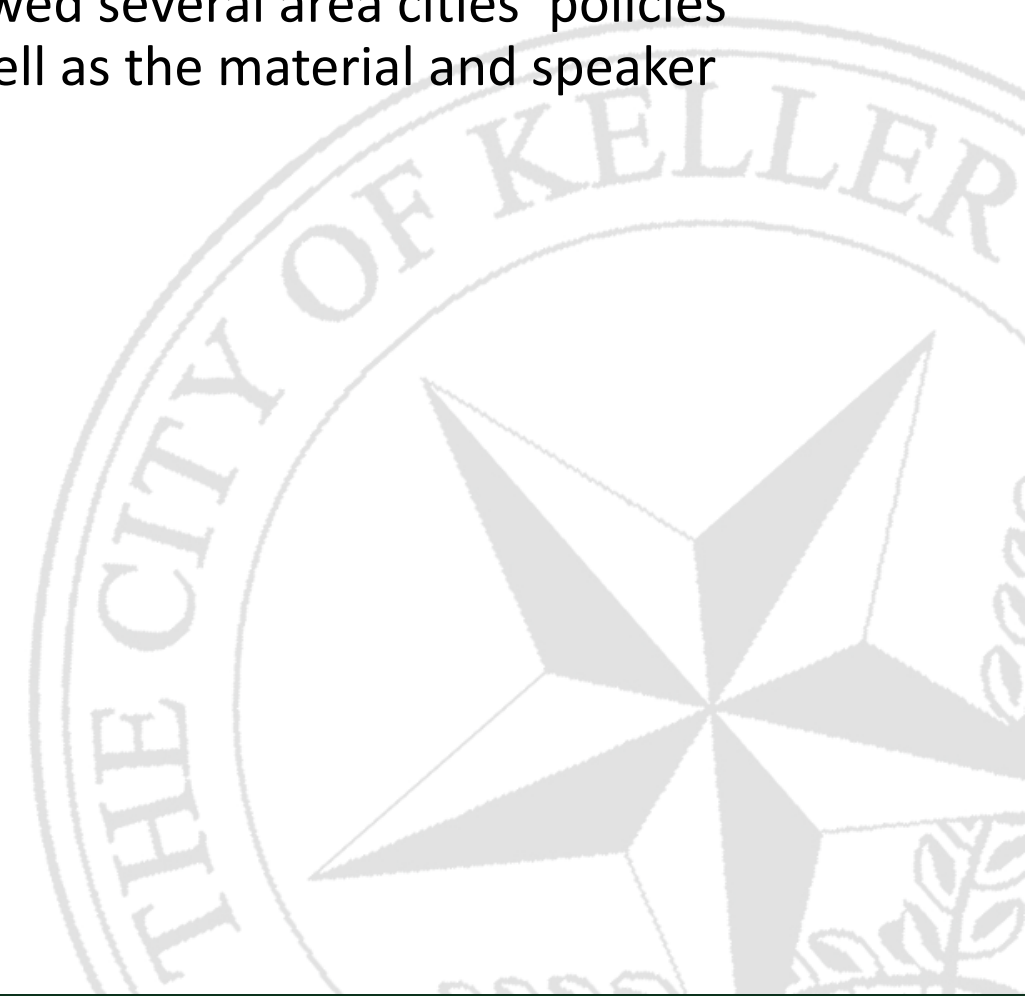 several area cities' policies
as the material and speaker
THE CITY OF KELLER